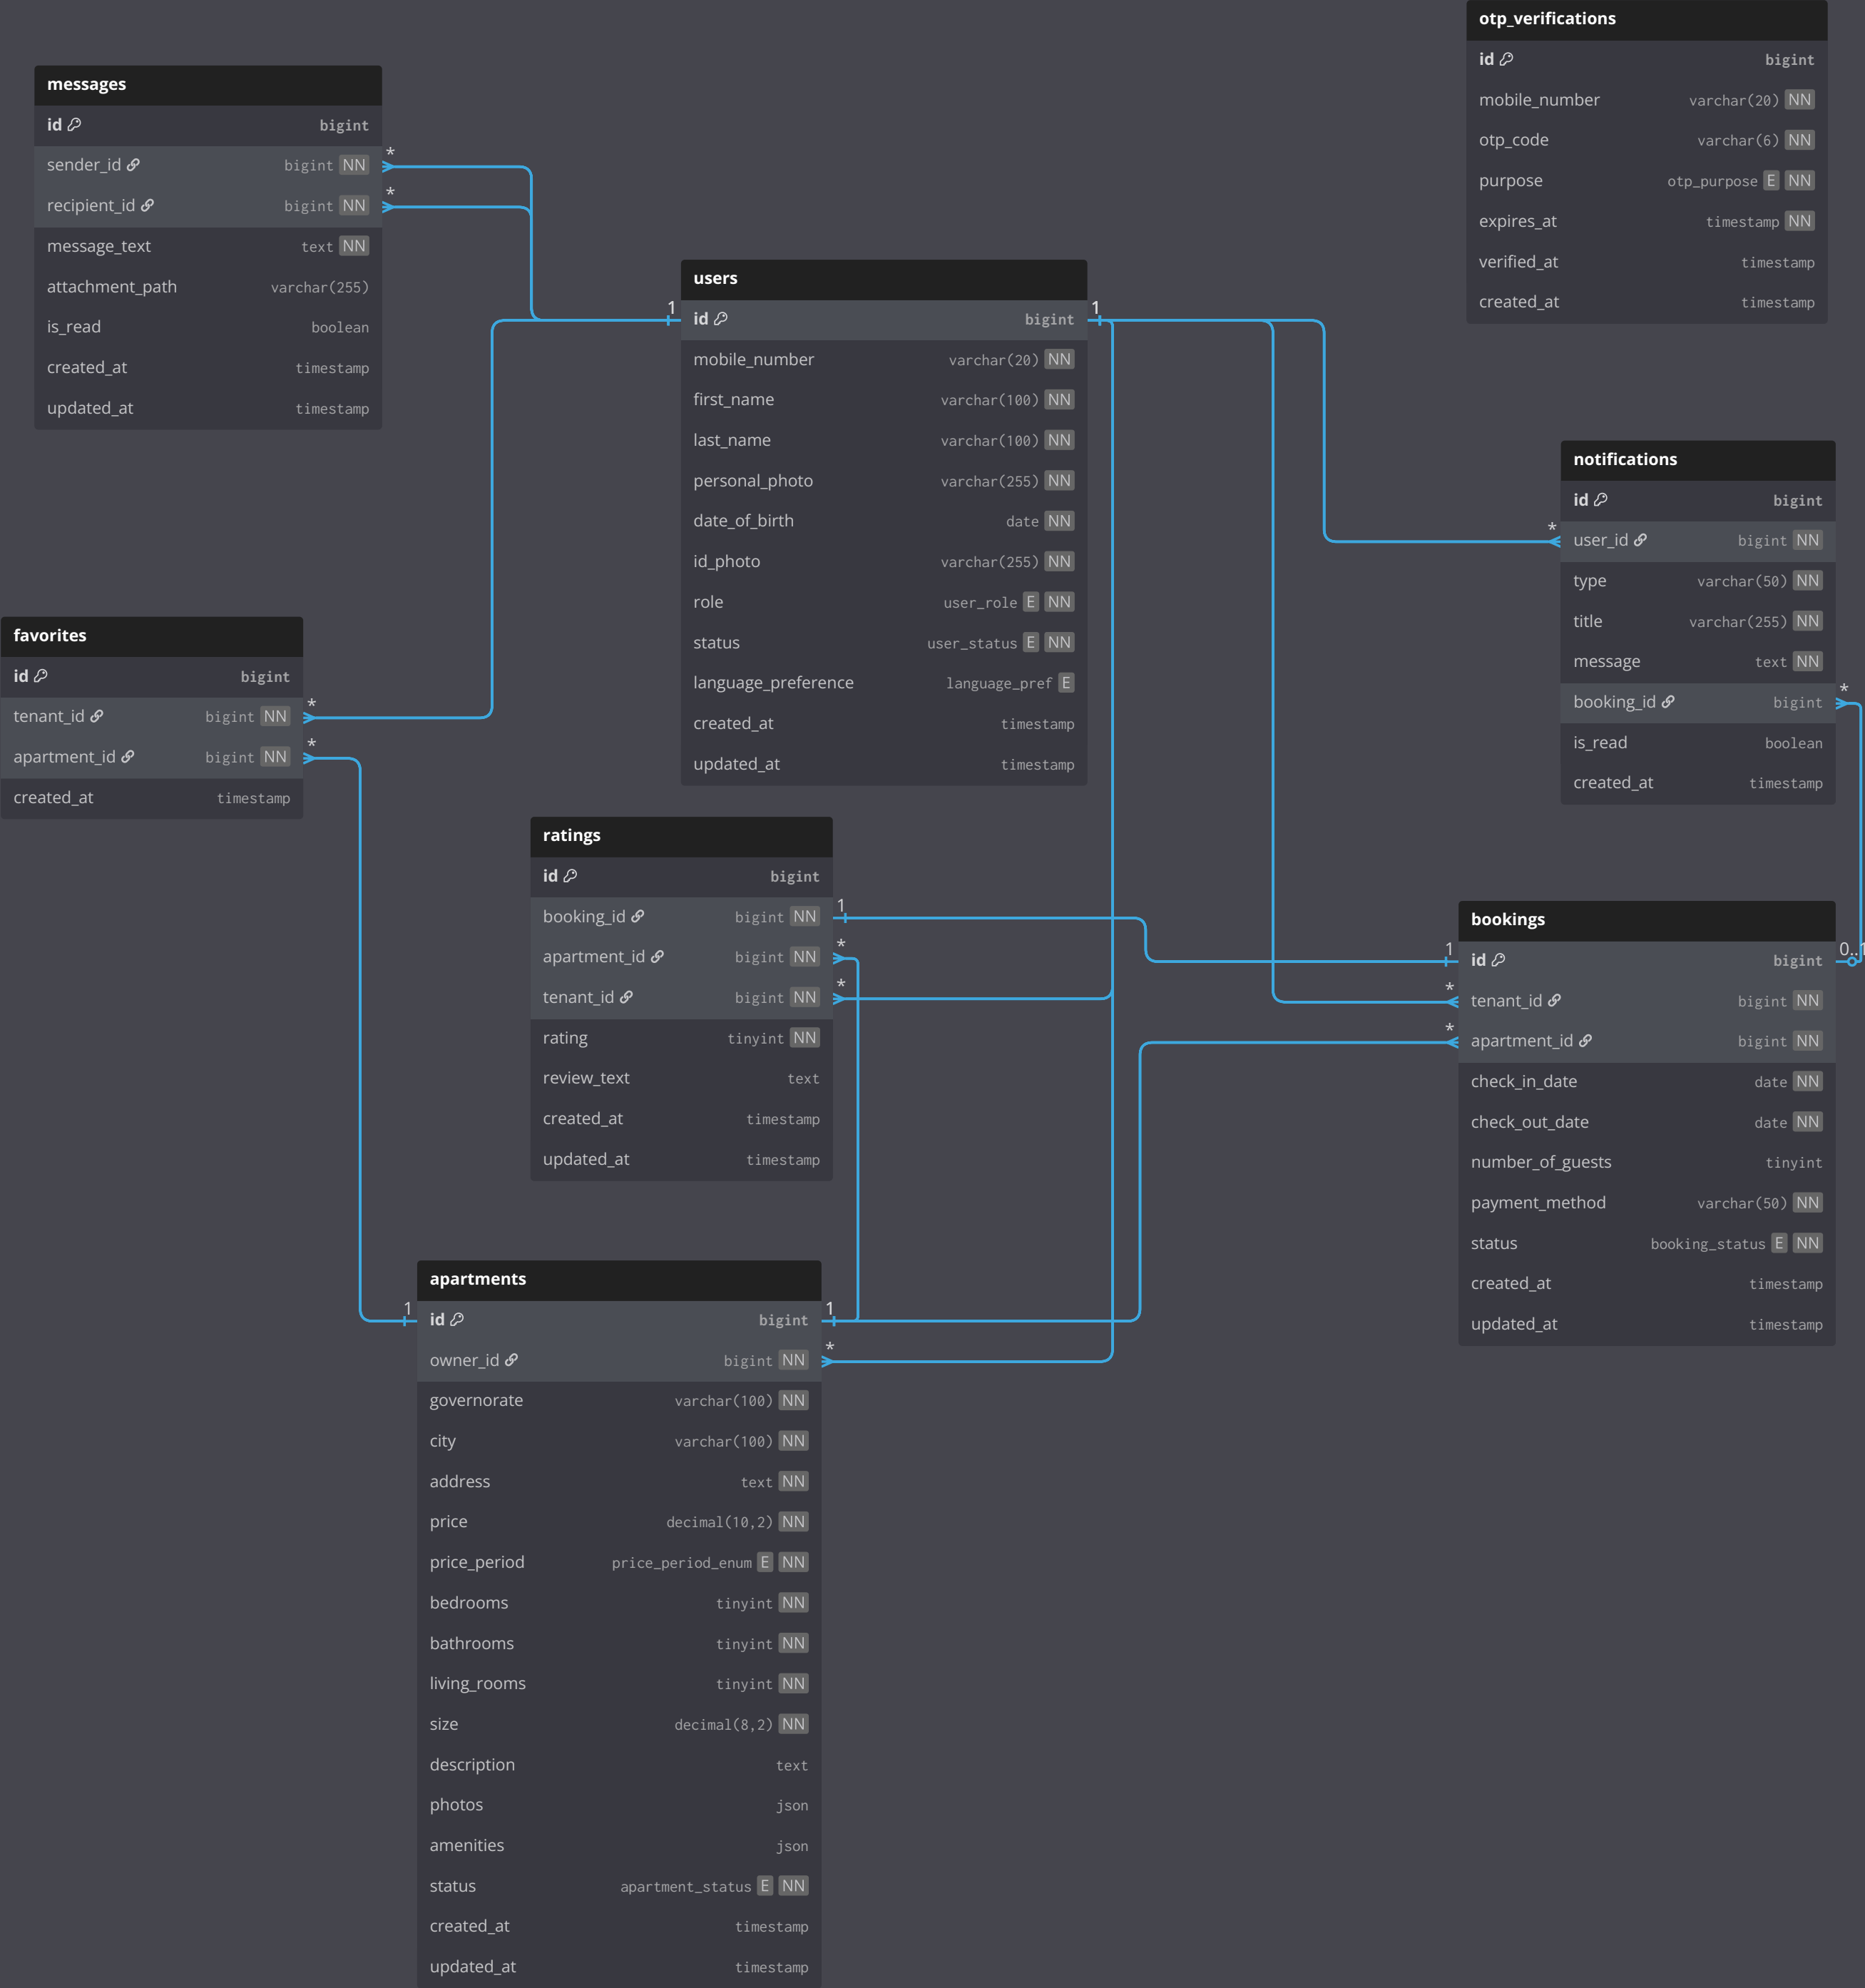 otp_verifications
id bigint
mobile_number varchar(20) NN
otp_code varchar(6) NN
purpose otp_purpose E NN
expires_at timestamp NN
verified_at timestamp
created_at timestamp
messages
id bigint
sender_id bigint NN *
recipient_id bigint NN *
message_text text NN
attachment_path varchar(255)
is_read boolean
created_at timestamp
updated_at timestamp
users
1 id bigint 1
mobile_number varchar(20) NN
first_name varchar(100) NN
last_name varchar(100) NN
personal_photo varchar(255) NN
date_of_birth date NN
id_photo varchar(255) NN
role user_role E NN
status user_status E NN
language_preference language_pref E
created_at timestamp
updated_at timestamp
notifications
id bigint
* user_id bigint NN
type varchar(50) NN
title varchar(255) NN
message text NN
booking_id bigint *
is_read boolean
created_at timestamp
favorites
id bigint
tenant_id bigint NN *
apartment_id bigint NN *
created_at timestamp
ratings
id bigint
booking_id bigint NN 1
apartment_id bigint NN *
tenant_id bigint NN *
rating tinyint NN
review_text text
created_at timestamp
updated_at timestamp
bookings
1 id bigint 0..1
* tenant_id bigint NN
* apartment_id bigint NN
check_in_date date NN
check_out_date date NN
number_of_guests tinyint
payment_method varchar(50) NN
status booking_status E NN
created_at timestamp
updated_at timestamp
apartments
1 id bigint 1
owner_id bigint NN *
governorate varchar(100) NN
city varchar(100) NN
address text NN
price decimal(10,2) NN
price_period price_period_enum E NN
bedrooms tinyint NN
bathrooms tinyint NN
living_rooms tinyint NN
size decimal(8,2) NN
description text
photos json
amenities json
status apartment_status E NN
created_at timestamp
updated_at timestamp